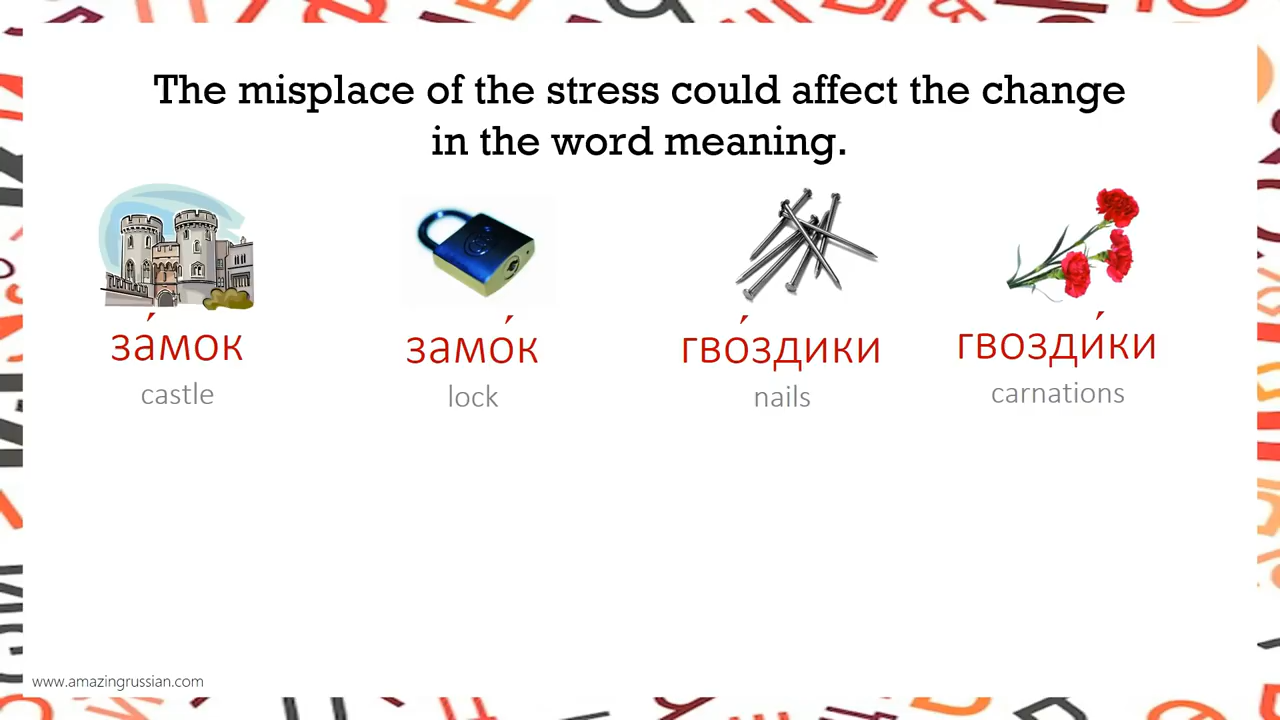 The misplace of the stress could affect the change
in the word meaning.
за́мок
замо́к
гво́здики
гвозди́ки
castle
lock
nails
carnations
www.amazingrussian.com